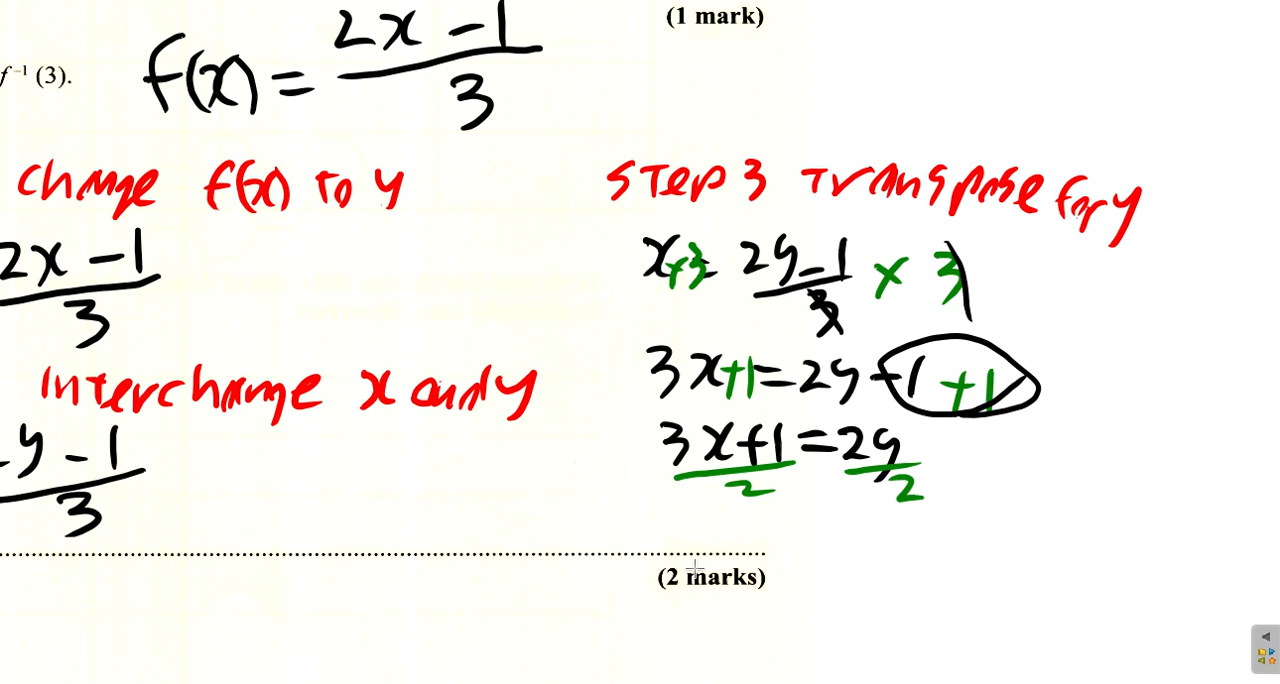 (1 mark)
f⁻¹ (3).
f(x) = 2x - 1
3
change f(x) to y
2x - 1
3
Interchange x and y
y - 1
3
STEP 3 Transpose for y
x × 3 = 2y - 1 × 3
3
3x + 1 = 2y - 1 + 1
3x + 1 = 2y
2 2
(2 marks)